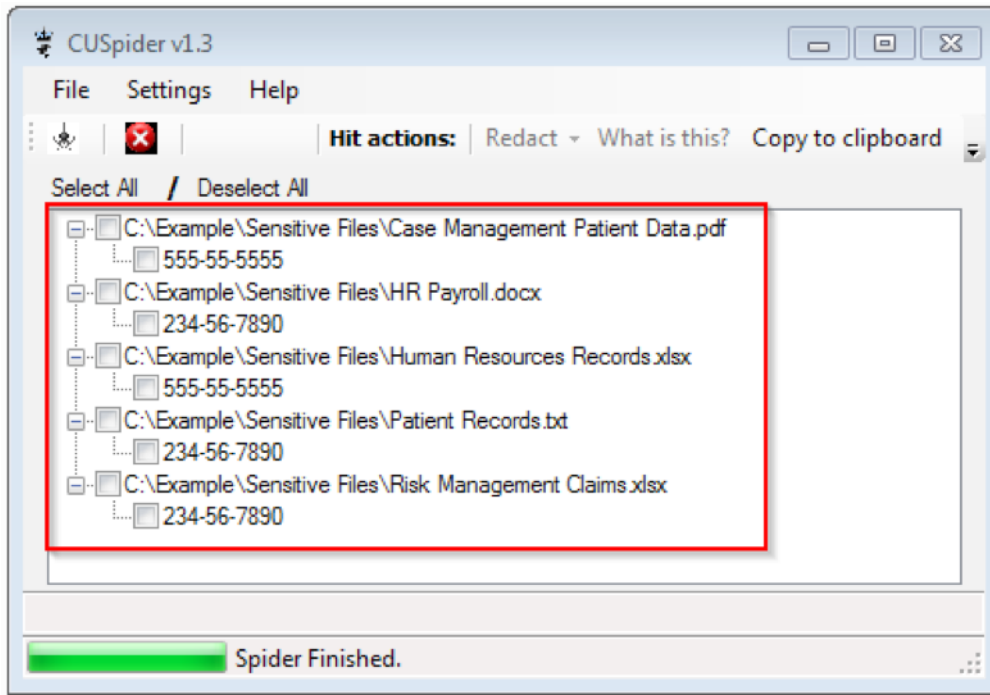 CUSpider v1.3
File Settings Help
Hit actions: Redact What is this? Copy to clipboard
Select All / Deselect All
C:\Example\Sensitive Files\Case Management Patient Data.pdf
555-55-5555
C:\Example\Sensitive Files\HR Payroll.docx
234-56-7890
C:\Example\Sensitive Files\Human Resources Records.xlsx
555-55-5555
C:\Example\Sensitive Files\Patient Records.txt
234-56-7890
C:\Example\Sensitive Files\Risk Management Claims.xlsx
234-56-7890
Spider Finished.